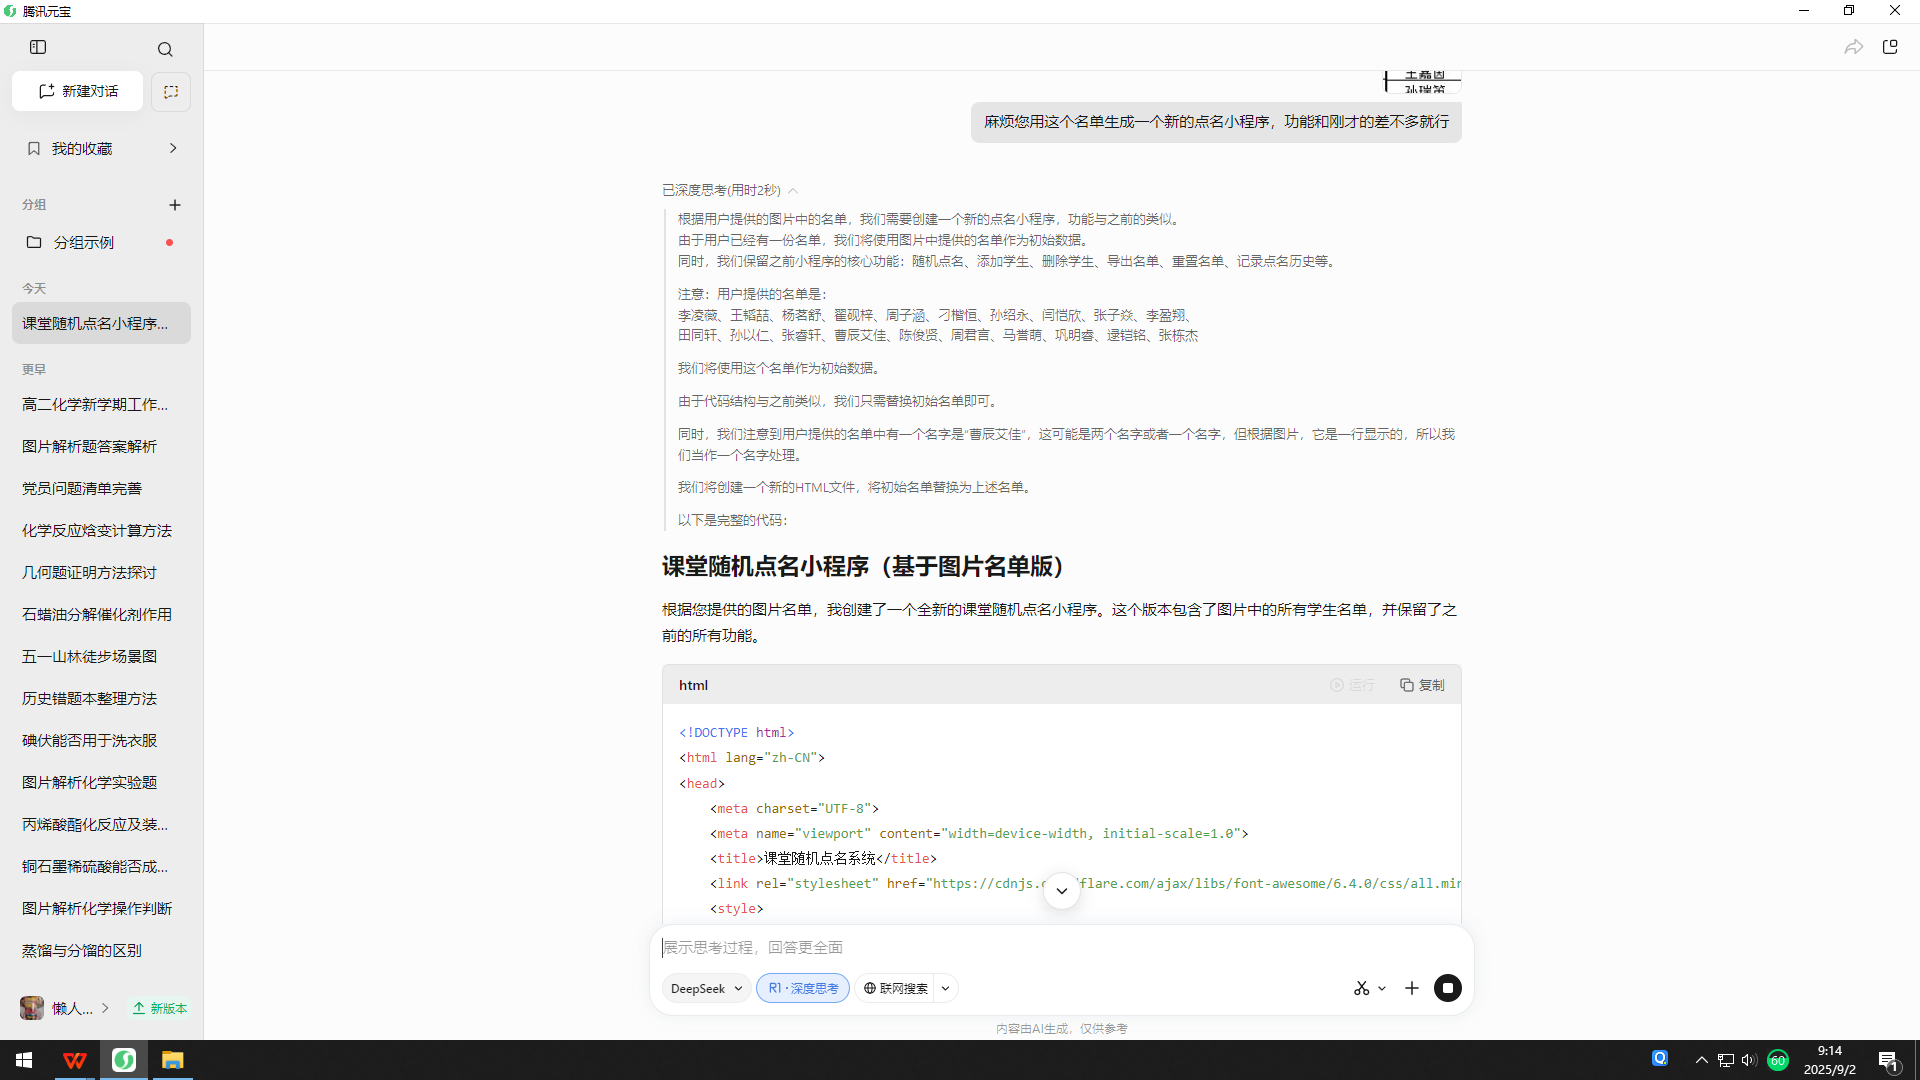 腾讯元宝
新建对话
我的收藏
分组
分组示例
今天
课堂随机点名小程序...
更早
高二化学新学期工作...
图片解析题答案解析
党员问题清单完善
化学反应焓变计算方法
几何题证明方法探讨
石蜡油分解催化剂作用
五一山林徒步场景图
历史错题本整理方法
碘伏能否用于洗衣服
图片解析化学实验题
丙烯酸酯化反应及装...
铜石墨稀硫酸能否成...
图片解析化学操作判断
蒸馏与分馏的区别
懒人...
新版本
麻烦您用这个名单生成一个新的点名小程序，功能和刚才的差不多就行
已深度思考(用时2秒)
根据用户提供的图片中的名单，我们需要创建一个新的点名小程序，功能与之前的类似。
由于用户已经有一份名单，我们将使用图片中提供的名单作为初始数据。
同时，我们保留之前小程序的核心功能：随机点名、添加学生、删除学生、导出名单、重置名单、记录点名历史等。
注意：用户提供的名单是：
李凌薇、王韬喆、杨茗舒、翟砚梓、周子涵、刁楷恒、孙绍永、闫恺欣、张子焱、李盈翔、
田同轩、孙以仁、张睿轩、曹辰艾佳、陈俊贤、周君言、马誉萌、巩明睿、逯铠铭、张栋杰
我们将使用这个名单作为初始数据。
由于代码结构与之前类似，我们只需替换初始名单即可。
同时，我们注意到用户提供的名单中有一个名字是“曹辰艾佳”，这可能是两个名字或者一个名字，但根据图片，它是一行显示的，所以我
们当作一个名字处理。
我们将创建一个新的HTML文件，将初始名单替换为上述名单。
以下是完整的代码：
课堂随机点名小程序（基于图片名单版）
根据您提供的图片名单，我创建了一个全新的课堂随机点名小程序。这个版本包含了图片中的所有学生名单，并保留了之
前的所有功能。
html
运行
复制
<!DOCTYPE html>
<html lang="zh-CN">
<head>
<meta charset="UTF-8">
<meta name="viewport" content="width=device-width, initial-scale=1.0">
<title>课堂随机点名系统</title>
<link rel="stylesheet" href="https://cdnjs.c flare.com/ajax/libs/font-awesome/6.4.0/css/all.min
<style>
展示思考过程，回答更全面
DeepSeek
R1·深度思考
联网搜索
内容由AI生成，仅供参考
60
9:14
2025/9/2
1